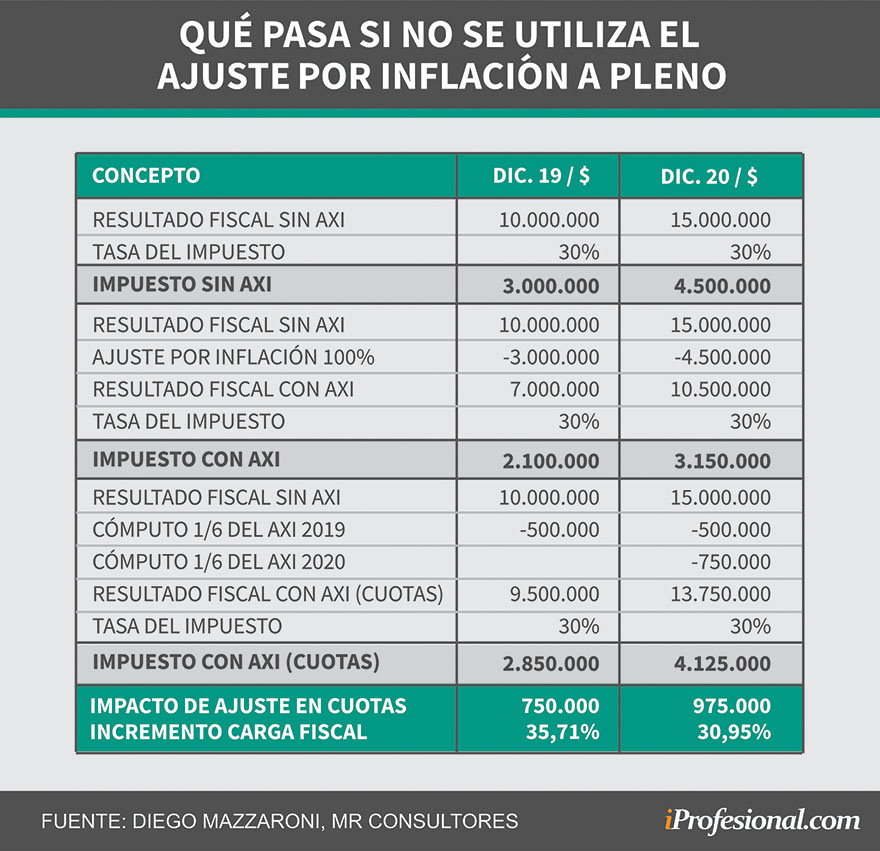 QUÉ PASA SI NO SE UTILIZA EL
AJUSTE POR INFLACIÓN A PLENO
CONCEPTO DIC. 19 / $ DIC. 20 / $
RESULTADO FISCAL SIN AXI 10.000.000 15.000.000
TASA DEL IMPUESTO 30% 30%
IMPUESTO SIN AXI 3.000.000 4.500.000
RESULTADO FISCAL SIN AXI 10.000.000 15.000.000
AJUSTE POR INFLACIÓN 100% -3.000.000 -4.500.000
RESULTADO FISCAL CON AXI 7.000.000 10.500.000
TASA DEL IMPUESTO 30% 30%
IMPUESTO CON AXI 2.100.000 3.150.000
RESULTADO FISCAL SIN AXI 10.000.000 15.000.000
CÓMPUTO 1/6 DEL AXI 2019 -500.000 -500.000
CÓMPUTO 1/6 DEL AXI 2020 -750.000
RESULTADO FISCAL CON AXI (CUOTAS) 9.500.000 13.750.000
TASA DEL IMPUESTO 30% 30%
IMPUESTO CON AXI (CUOTAS) 2.850.000 4.125.000
IMPACTO DE AJUSTE EN CUOTAS 750.000 975.000
INCREMENTO CARGA FISCAL 35,71% 30,95%
FUENTE: DIEGO MAZZARONI, MR CONSULTORES iProfesional.com